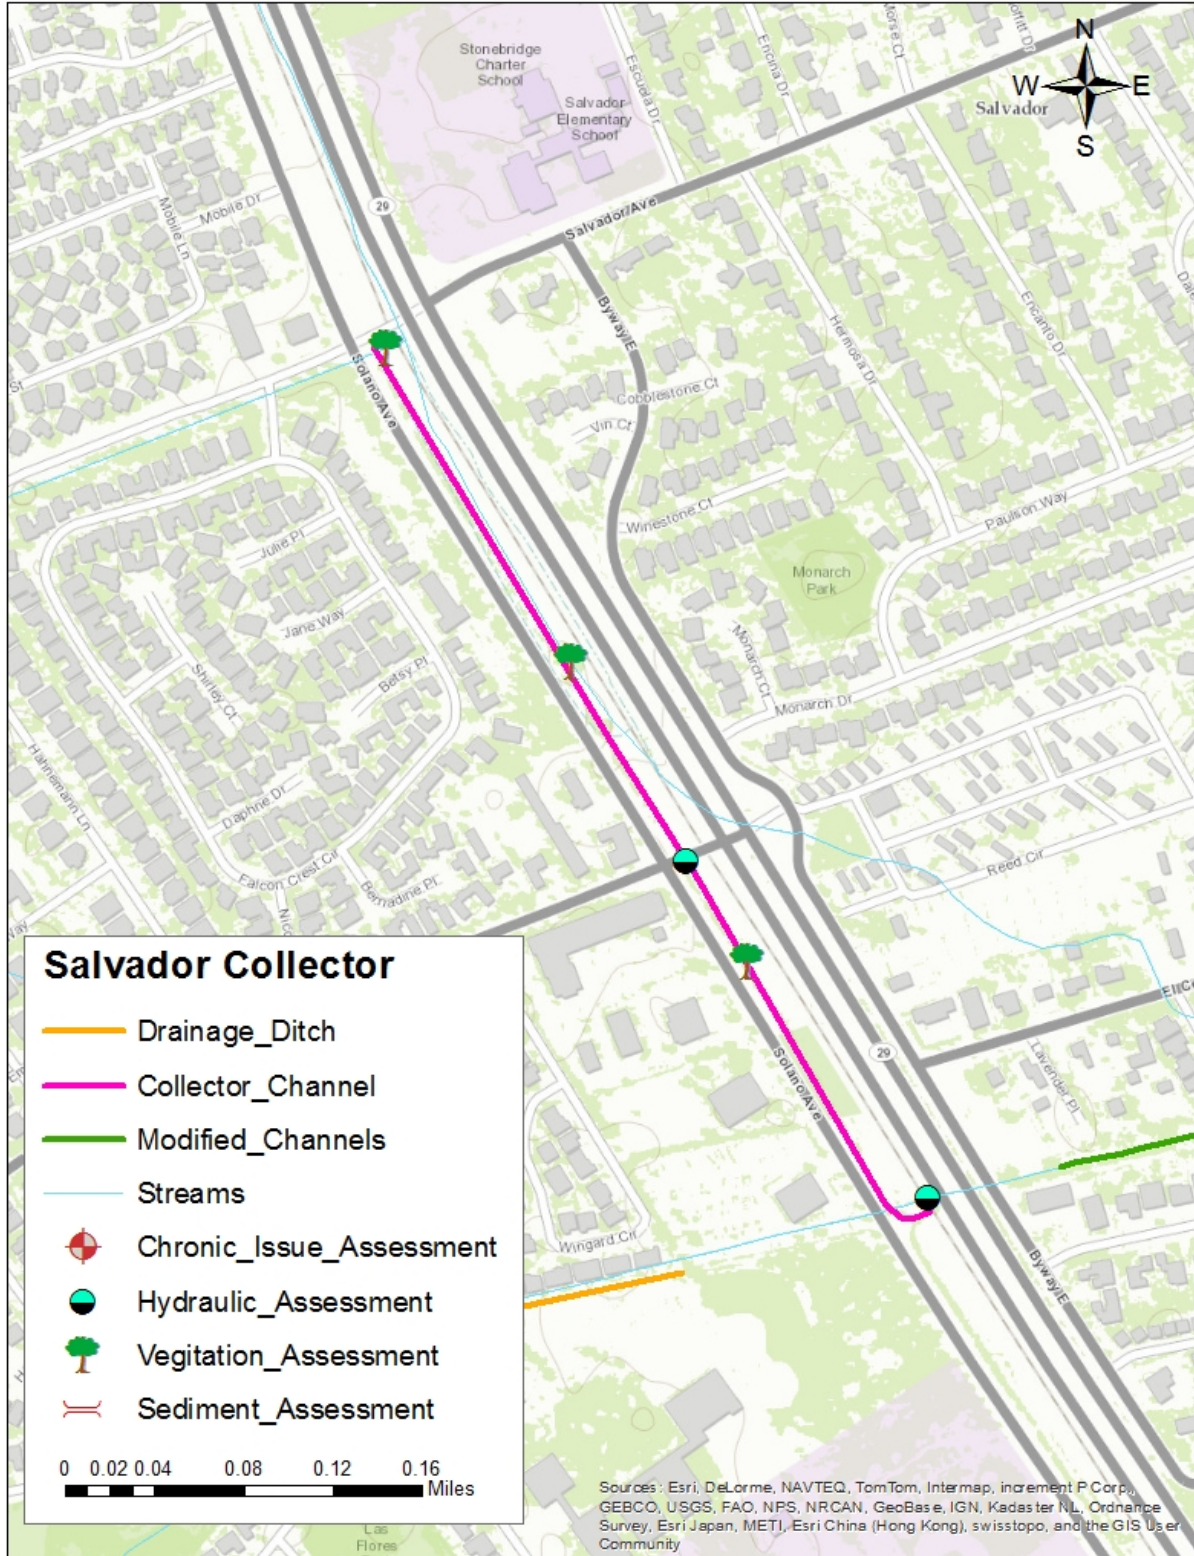 Stonebridge
Charter
School
Salvador
Elementary
School
Escuela Dr
Encina Dr
Morse Ct
N
W
E
S
Salvador
29
Mobile Dr
Mobile Ln
Salvador Ave
Byway E
Hermosa Dr
Encanto Dr
St
Solano Ave
Cobblestone Ct
Vin Ct
Winestone Ct
Paulson Way
Monarch
Park
Julie Pl
Jane Way
Betsy Pl
Shirley Ct
Monarch Ct
Monarch Dr
Hahnemann Ln
Daphne Dr
Falcon Crest Cir
Bernadine Pl
Reed Cir
Solano Ave
29
Lavender Pl
Wingard Cir
Byway E
Salvador Collector
Drainage_Ditch
Collector_Channel
Modified_Channels
Streams
Chronic_Issue_Assessment
Hydraulic_Assessment
Vegitation_Assessment
Sediment_Assessment
0 0.02 0.04 0.08 0.12 0.16
Miles
Las
Flores
Sources: Esri, DeLorme, NAVTEQ, TomTom, Intermap, increment P Corp.,
GEBCO, USGS, FAO, NPS, NRCAN, GeoBase, IGN, Kadaster NL, Ordnance
Survey, Esri Japan, METI, Esri China (Hong Kong), swisstopo, and the GIS User
Community